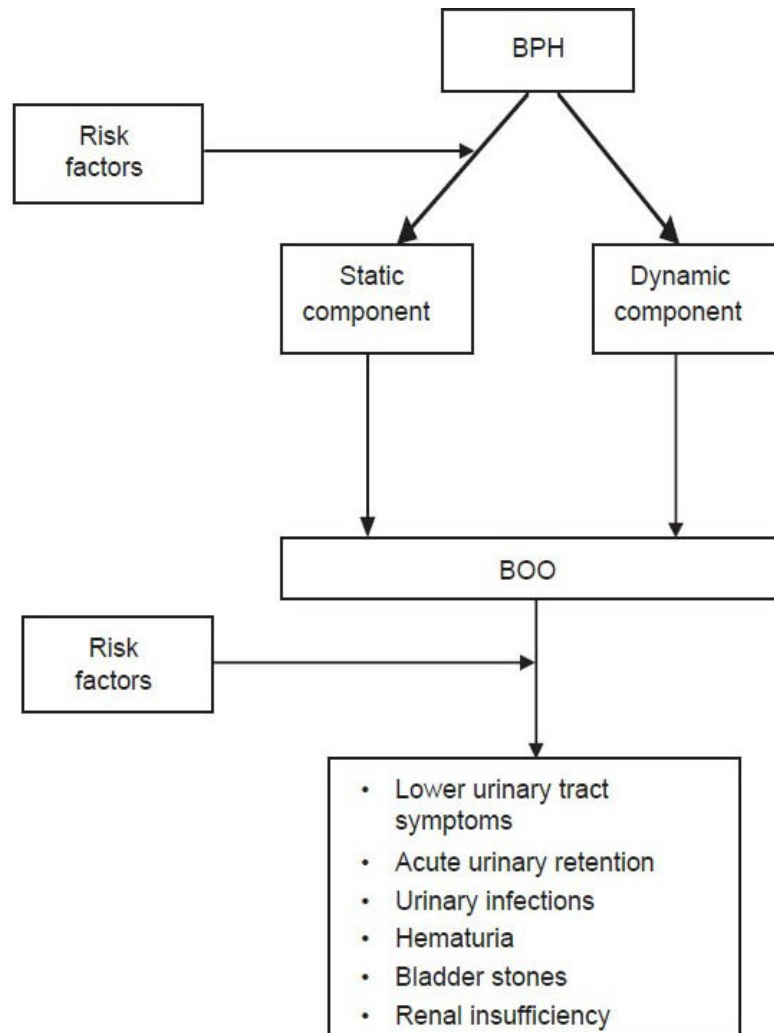 BPH
Risk
factors
Static
component
Dynamic
component
BOO
Risk
factors
• Lower urinary tract
symptoms
• Acute urinary retention
• Urinary infections
• Hematuria
• Bladder stones
• Renal insufficiency